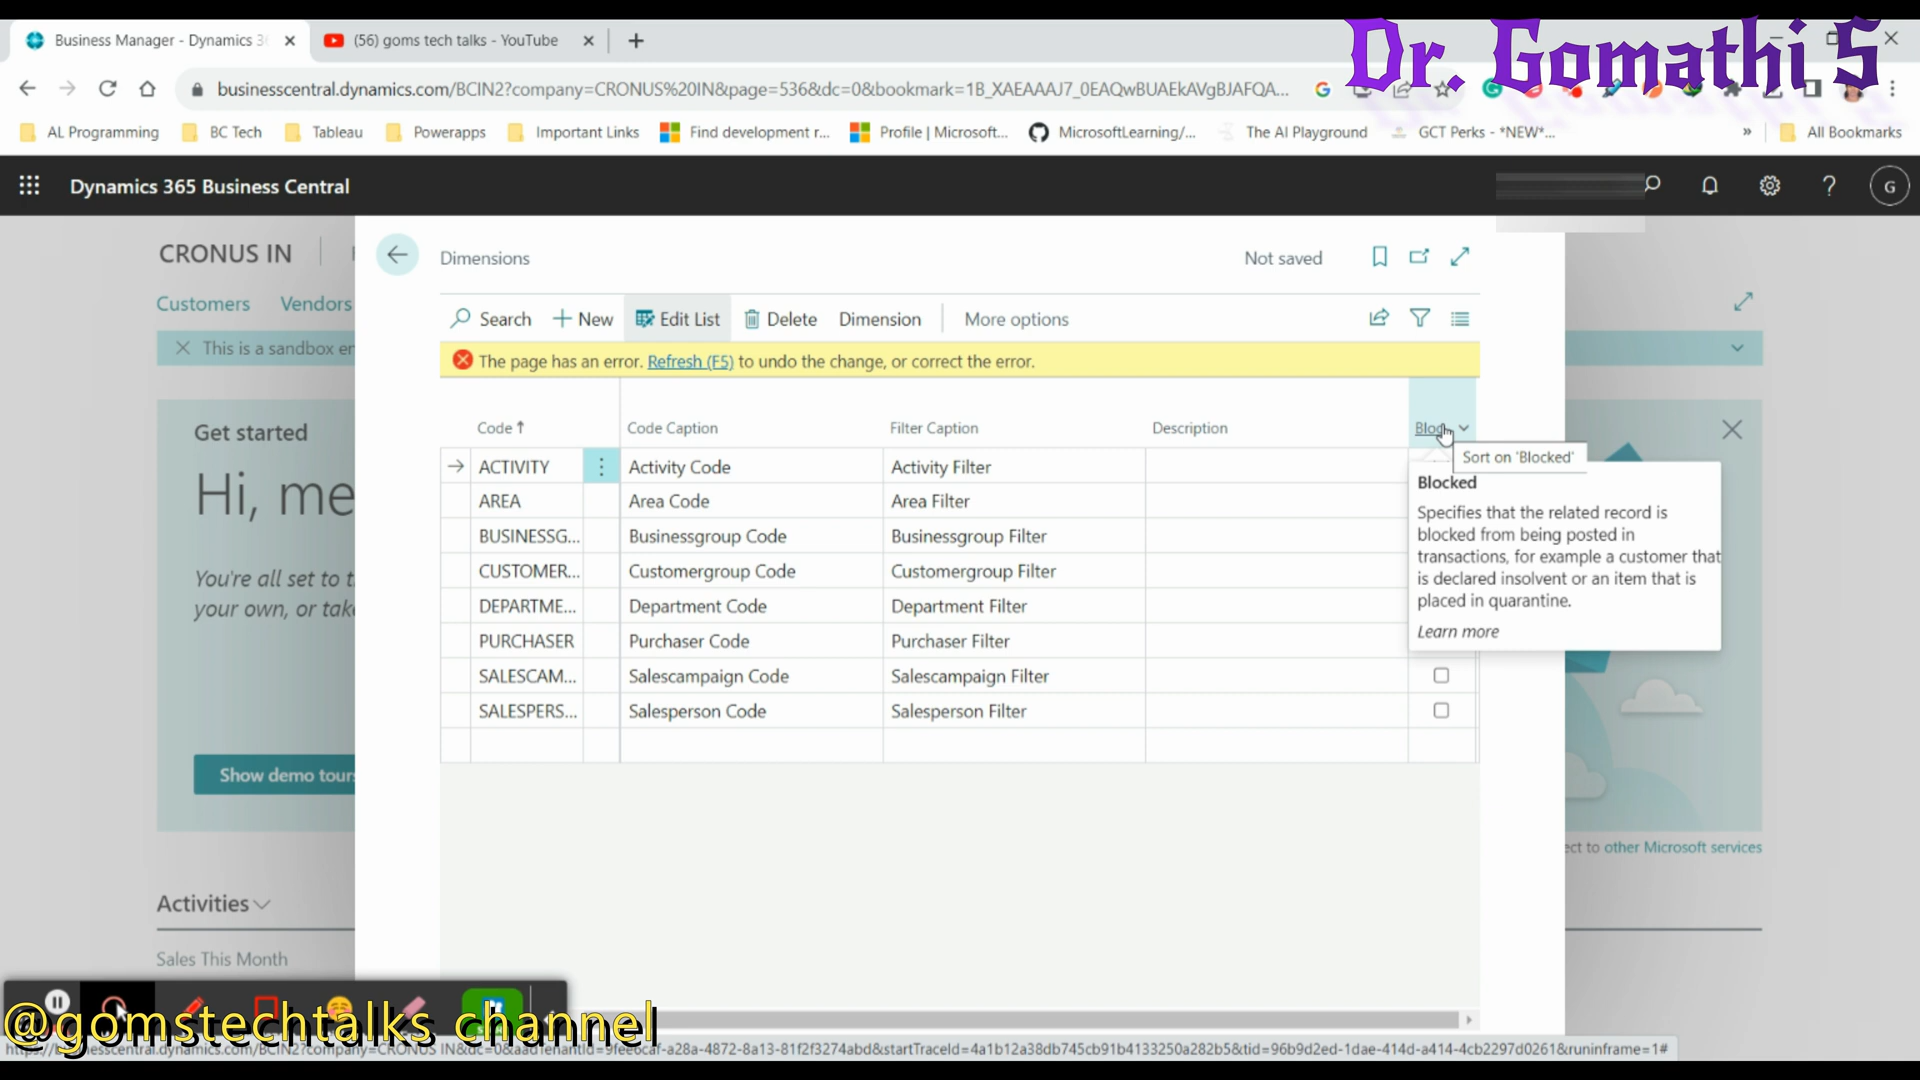 Dr. Gomathi S
Business Manager - Dynamics 36
(56) goms tech talks - YouTube
businesscentral.dynamics.com/BCIN2?company=CRONUS%20IN&page=536&dc=0&bookmark=1B_XAEAAAJ7_0EAQwBUAEkAVgBJAFQA...
AL Programming
BC Tech
Tableau
Powerapps
Important Links
Find development r...
Profile | Microsoft...
MicrosoftLearning/...
The AI Playground
GCT Perks - *NEW*...
»
All Bookmarks
Dynamics 365 Business Central
G
CRONUS IN
Dimensions
Not saved
Customers
Vendors
Search
New
Edit List
Delete
Dimension
More options
This is a sandbox en
The page has an error. Refresh (F5) to undo the change, or correct the error.
Code ↑
Code Caption
Filter Caption
Description
Sort on 'Blocked'
ACTIVITY
Activity Code
Activity Filter
AREA
Area Code
Area Filter
BUSINESSG...
Businessgroup Code
Businessgroup Filter
CUSTOMER...
Customergroup Code
Customergroup Filter
DEPARTME...
Department Code
Department Filter
PURCHASER
Purchaser Code
Purchaser Filter
SALESCAM...
Salescampaign Code
Salescampaign Filter
SALESPERS...
Salesperson Code
Salesperson Filter
Blocked
Specifies that the related record is
blocked from being posted in
transactions, for example a customer that
is declared insolvent or an item that is
placed in quarantine.
Learn more
Get started
Hi, me
You're all set to t
your own, or take
Show demo tours
ect to other Microsoft services
Activities
Sales This Month
@gomstechtalks channel